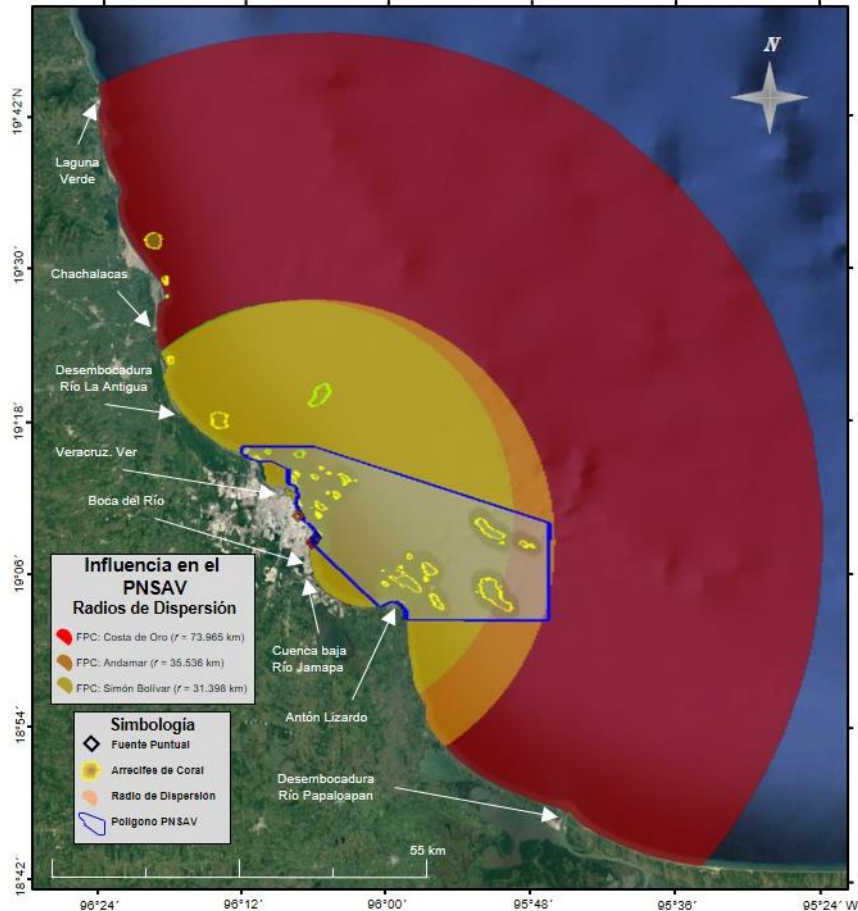 N
19°42´N
19°30´
19°18´
19°06´
18°54´
18°42´
Laguna
Verde
Chachalacas
Desembocadura
Río La Antigua
Veracruz. Ver
Boca del Río
Influencia en el
PNSAV
Radios de Dispersión
FPC: Costa de Oro (r = 73.965 km)
FPC: Andamar (r = 35.536 km)
FPC: Simón Bolívar (r = 31.398 km)
Cuenca baja
Río Jamapa
Antón Lizardo
Simbología
Fuente Puntual
Arrecifes de Coral
Radio de Dispersión
Polígono PNSAV
Desembocadura
Río Papaloapan
55 km
96°24´
96°12´
96°00´
95°48´
95°36´
95°24´ W